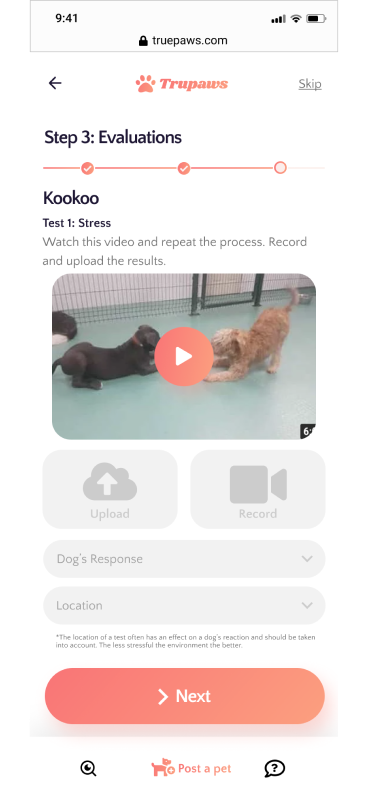 9:41
truepaws.com
Trupaws
Skip
Step 3: Evaluations
Kookoo
Test 1: Stress
Watch this video and repeat the process. Record
and upload the results.
Upload
Record
Dog's Response
Location
*The location of a test often has an effect on a dog's reaction and should be taken
into account. The less stressful the environment the better.
Next
Post a pet